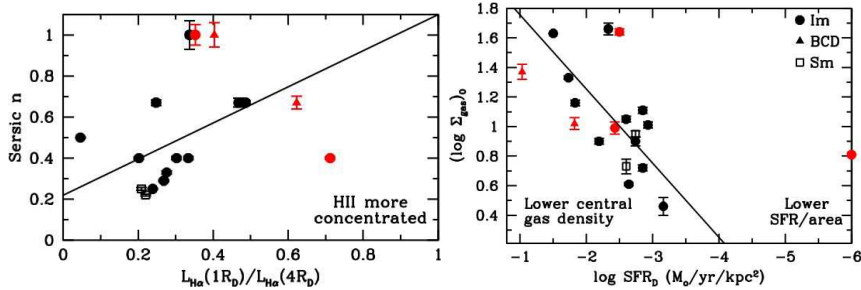 1
0.8
0.6
0.4
0.2
0
Sersic n
HII more
concentrated
0 0.2 0.4 0.6 0.8 1
L_Hα(1R_D)/L_Hα(4R_D)
1.8
1.6
1.4
1.2
1
0.8
0.6
0.4
(log Σ_gas)_0
Im
BCD
Sm
Lower central
gas density
Lower
SFR/area
-1 -2 -3 -4 -5 -6
log SFR_D (M_o/yr/kpc²)